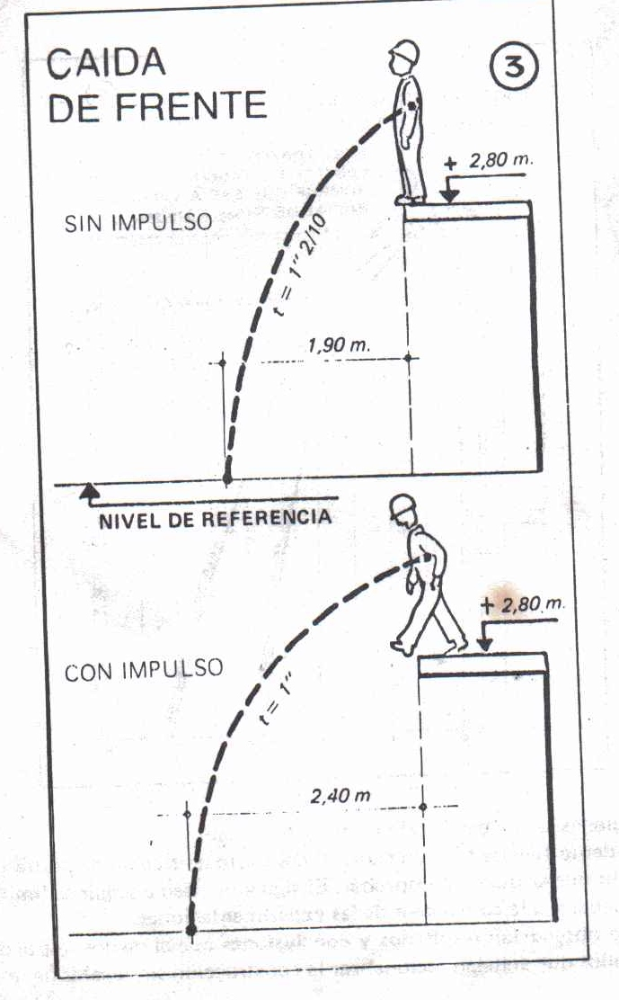 CAIDA
DE FRENTE
3
+ 2,80 m.
SIN IMPULSO
t = 1" 2/10
1,90 m.
NIVEL DE REFERENCIA
+ 2,80 m.
CON IMPULSO
t = 1"
2,40 m